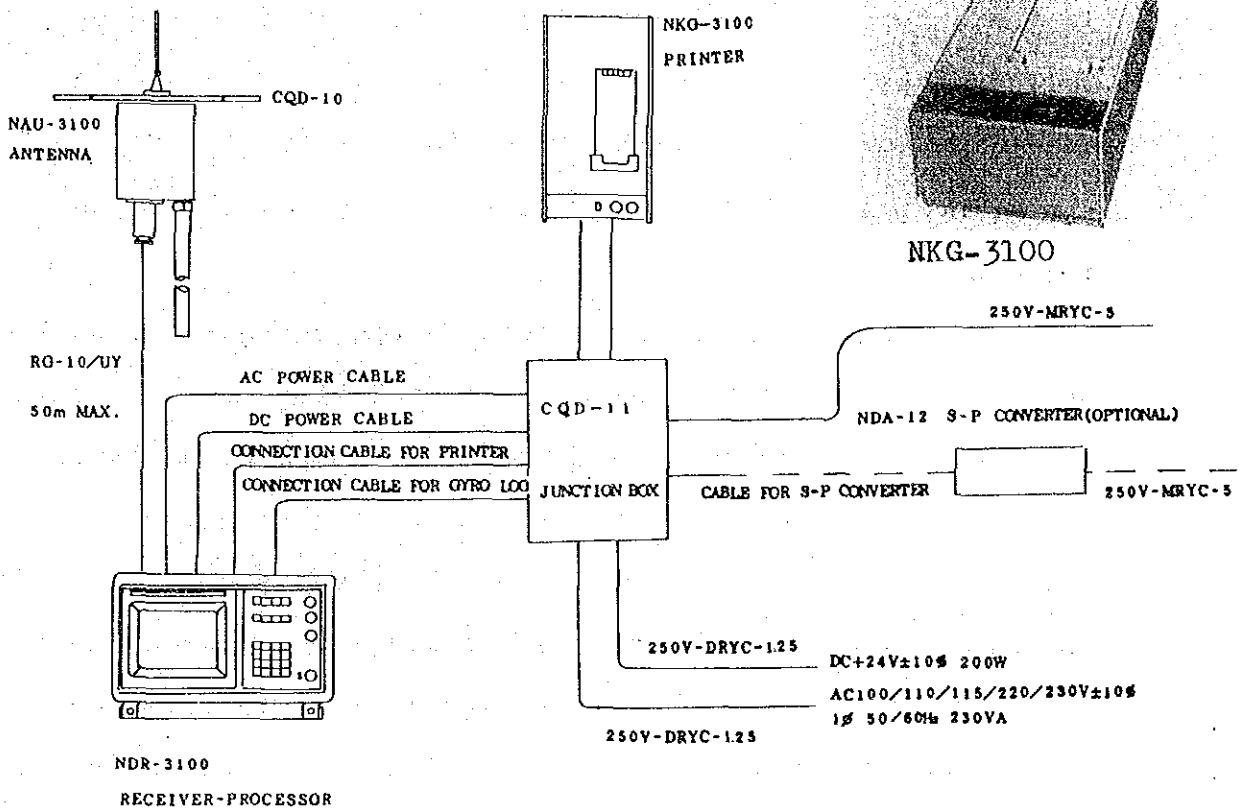 NKG-3100
PRINTER
CQD-10
NAU-3100
ANTENNA
NKG-3100
250V-MRYC-5
RG-10/UY
50m MAX.
AC POWER CABLE
DC POWER CABLE
CONNECTION CABLE FOR PRINTER
CONNECTION CABLE FOR GYRO LOG
CQD-11
JUNCTION BOX
NDA-12 S-P CONVERTER(OPTIONAL)
CABLE FOR S-P CONVERTER
250V-MRYC-5
250V-DRYC-1.25
DC+24V±10% 200W
AC100/110/115/220/230V±10%
1ø 50/60Hz 230VA
250V-DRYC-1.25
NDR-3100
RECEIVER-PROCESSOR